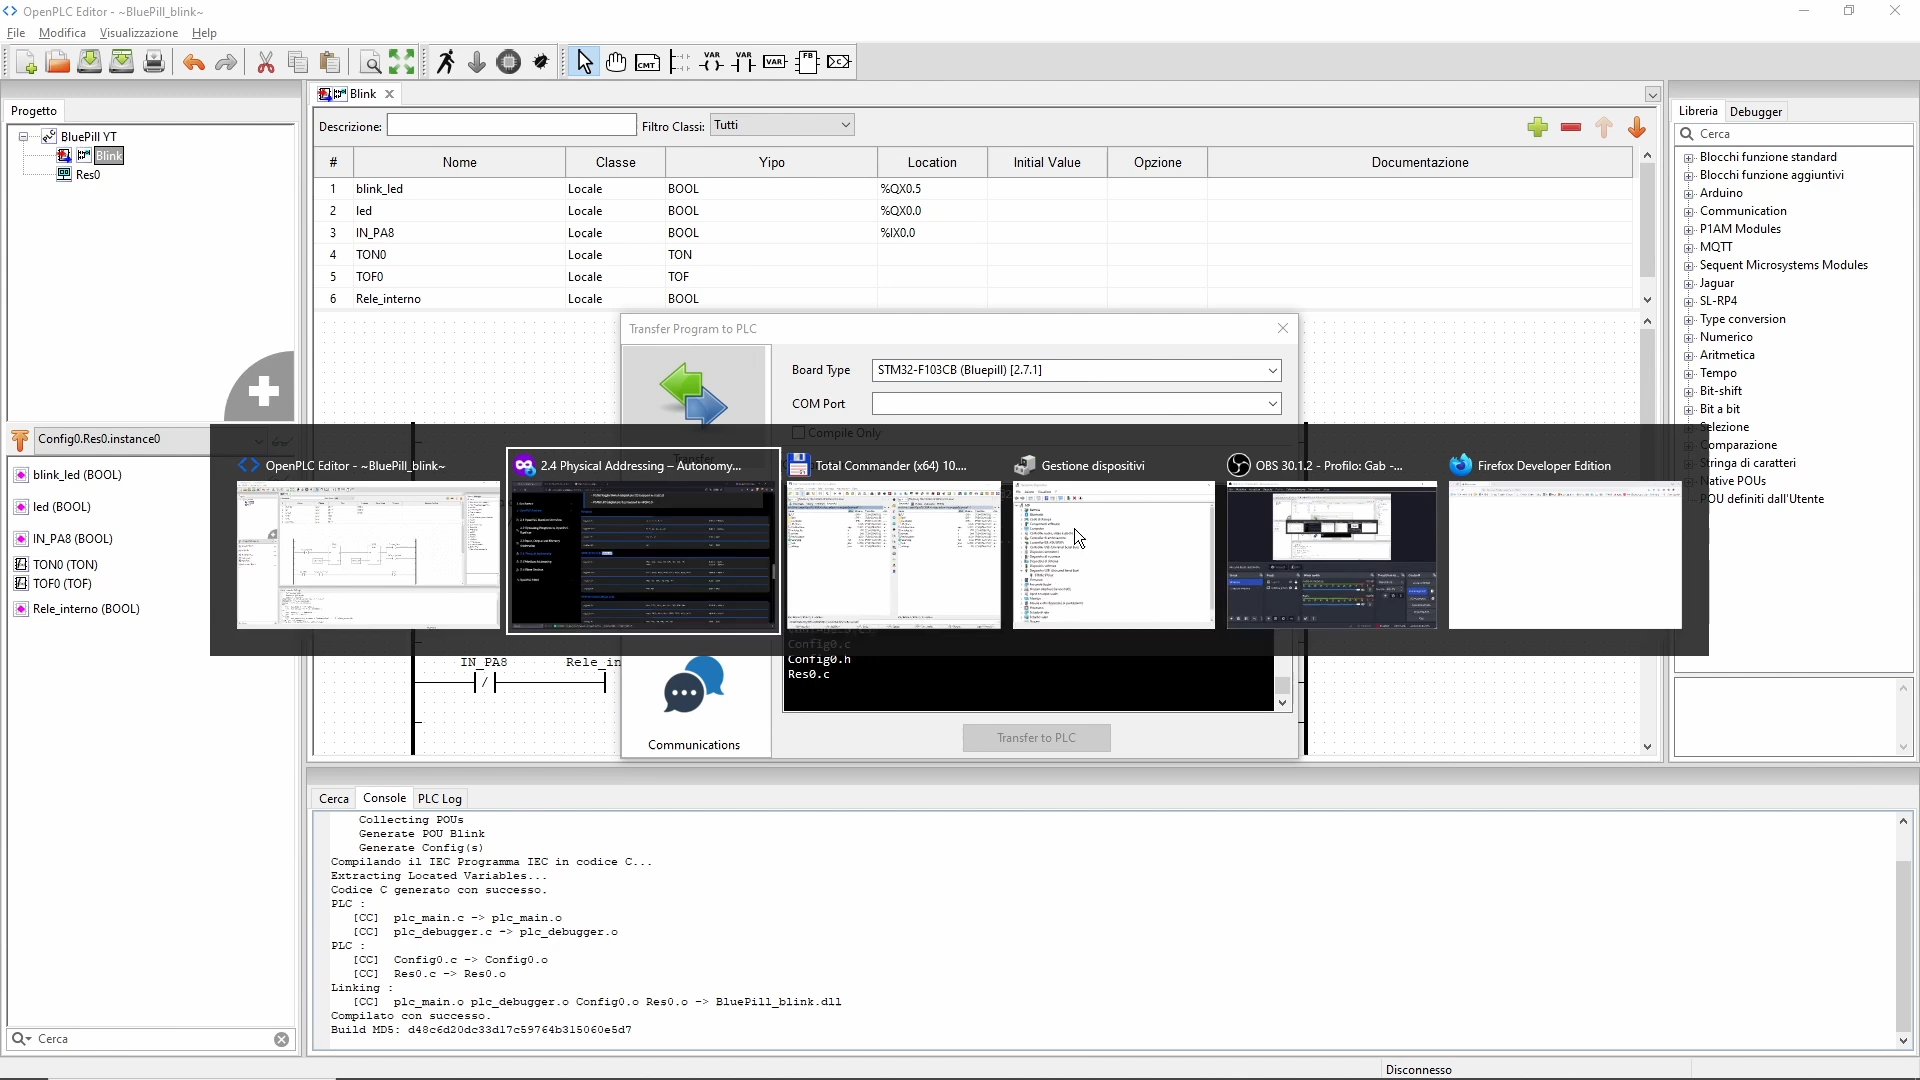 OpenPLC Editor - ~BluePill_blink~
File Modifica Visualizzazione Help
CMT VAR VAR VAR FB C
Progetto
BluePill YT
Blink
Res0
Blink
Descrizione: Filtro Classi: Tutti
# Nome Classe Yipo Location Initial Value Opzione Documentazione
1 blink_led Locale BOOL %QX0.5
2 led Locale BOOL %QX0.0
3 IN_PA8 Locale BOOL %IX0.0
4 TON0 Locale TON
5 TOF0 Locale TOF
6 Rele_interno Locale BOOL
Libreria Debugger
Cerca
Blocchi funzione standard
Blocchi funzione aggiuntivi
Arduino
Communication
P1AM Modules
MQTT
Sequent Microsystems Modules
Jaguar
SL-RP4
Type conversion
Numerico
Aritmetica
Tempo
Bit-shift
Bit a bit
Selezione
Comparazione
Stringa di caratteri
Native POUs
POU definiti dall'Utente
Transfer Program to PLC
Board Type STM32-F103CB (Bluepill) [2.7.1]
COM Port
Compile Only
Transfer
Config0.Res0.instance0
blink_led (BOOL)
led (BOOL)
IN_PA8 (BOOL)
TON0 (TON)
TOF0 (TOF)
Rele_interno (BOOL)
OpenPLC Editor - ~BluePill_blink~
2.4 Physical Addressing – Autonomy...
Total Commander (x64) 10....
Gestione dispositivi
OBS 30.1.2 - Profilo: Gab -...
Firefox Developer Edition
Config0.c
Config0.h
Res0.c
IN_PA8 Rele_in
Communications
Transfer to PLC
Cerca Console PLC Log
Collecting POUs
Generate POU Blink
Generate Config(s)
Compilando il IEC Programma IEC in codice C...
Extracting Located Variables...
Codice C generato con successo.
PLC :
[CC] plc_main.c -> plc_main.o
[CC] plc_debugger.c -> plc_debugger.o
PLC :
[CC] Config0.c -> Config0.o
[CC] Res0.c -> Res0.o
Linking :
[CC] plc_main.o plc_debugger.o Config0.o Res0.o -> BluePill_blink.dll
Compilato con successo.
Build MD5: d48c6d20dc33d17c59764b315060e5d7
Cerca
Disconnesso